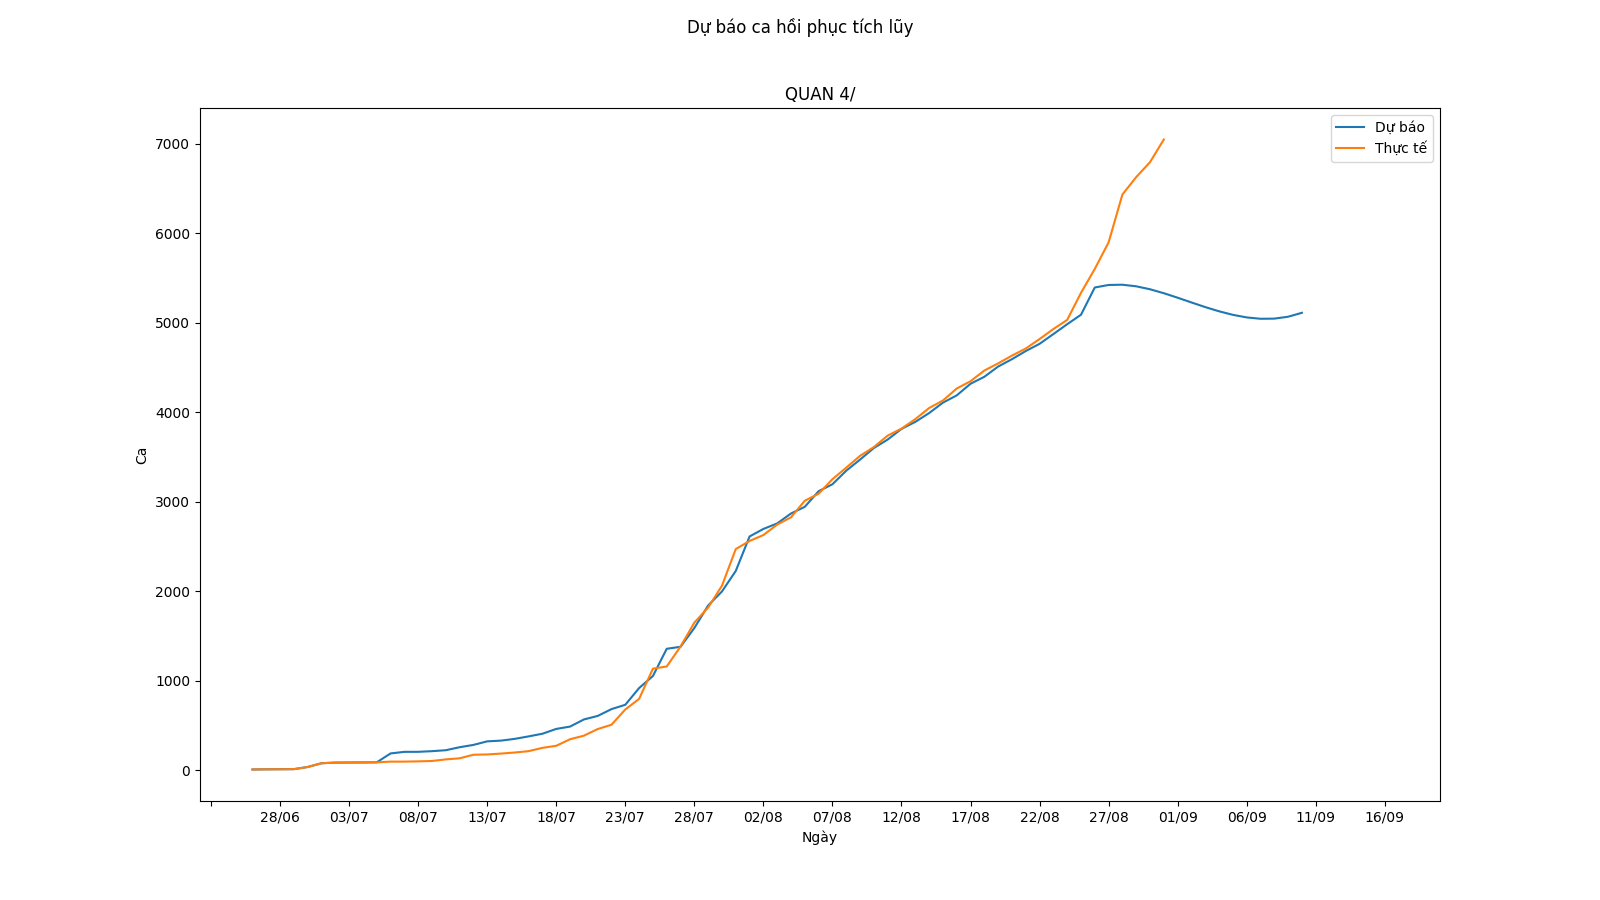 Dự báo ca hồi phục tích lũy
QUAN 4/
Dự báo
Thực tế
7000
6000
5000
4000
3000
2000
1000
0
Ca
28/06 03/07 08/07 13/07 18/07 23/07 28/07 02/08 07/08 12/08 17/08 22/08 27/08 01/09 06/09 11/09 16/09
Ngày